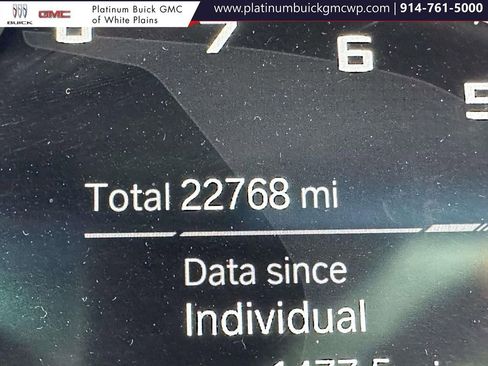 BUICK GMC Platinum Buick GMC of White Plains www.platinumbuickgmcwp.com | 914-761-5000
7 6
Total 22768 mi
Data since
Individual